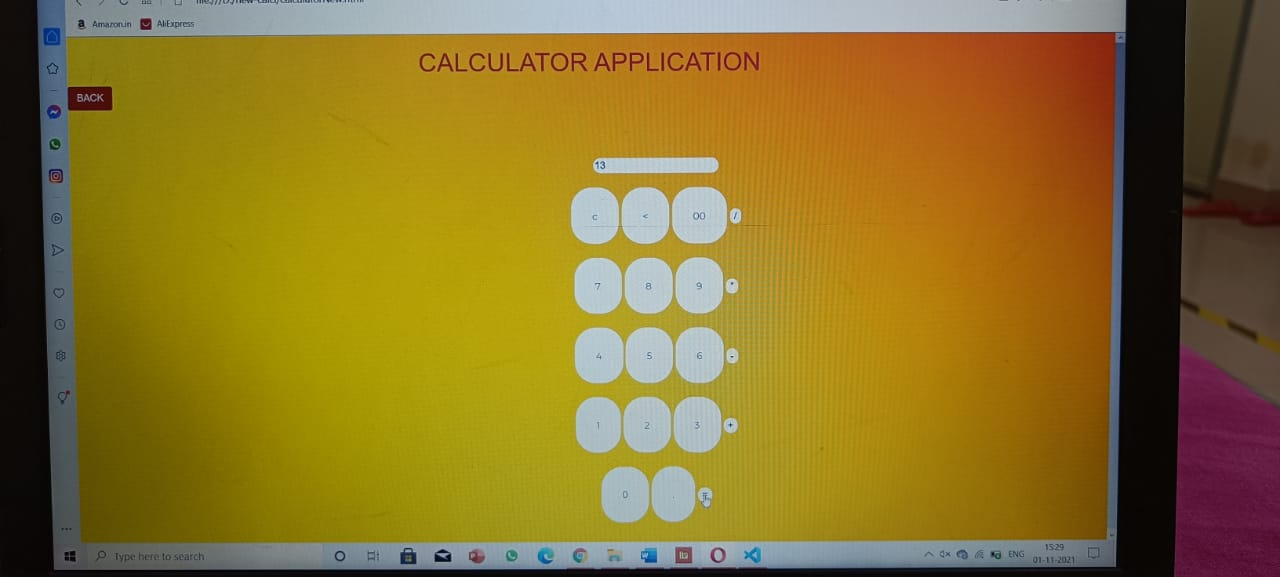 Amazon.in AliExpress
CALCULATOR APPLICATION
BACK
13
c < 00 /
7 8 9 *
4 5 6 -
1 2 3 +
0 .
Type here to search
ENG
15:29
01-11-2021